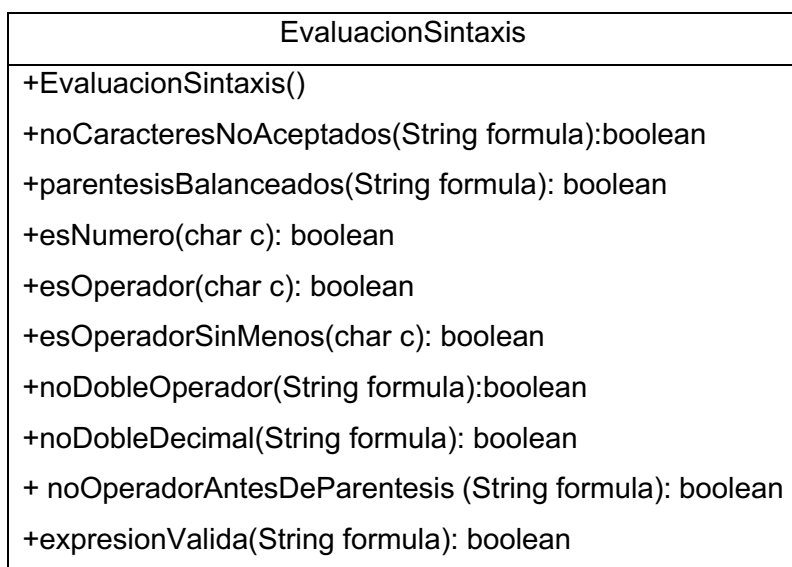 EvaluacionSintaxis
+EvaluacionSintaxis()
+noCaracteresNoAceptados(String formula):boolean
+parentesisBalanceados(String formula): boolean
+esNumero(char c): boolean
+esOperador(char c): boolean
+esOperadorSinMenos(char c): boolean
+noDobleOperador(String formula):boolean
+noDobleDecimal(String formula): boolean
+ noOperadorAntesDeParentesis (String formula): boolean
+expresionValida(String formula): boolean